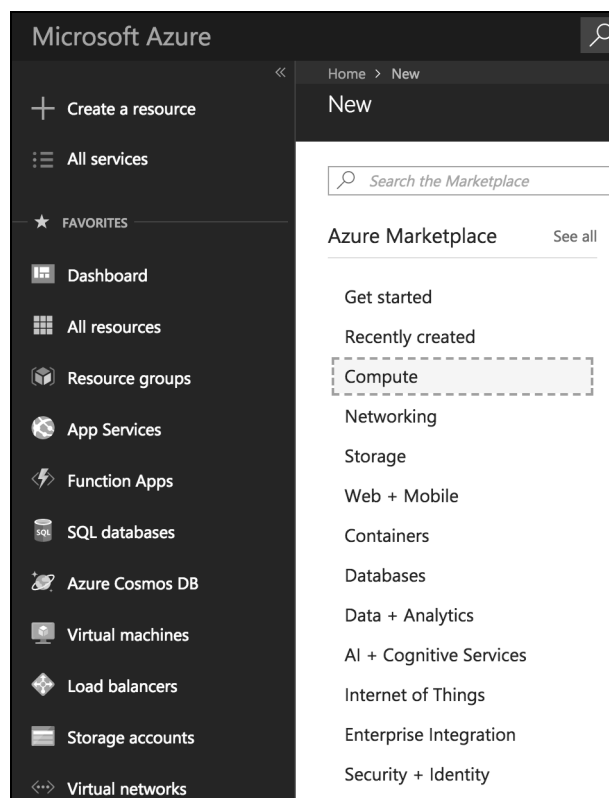 Microsoft Azure
Create a resource
All services
FAVORITES
Dashboard
All resources
Resource groups
App Services
Function Apps
SQL
SQL databases
Azure Cosmos DB
Virtual machines
Load balancers
Storage accounts
Virtual networks
Home > New
New
Search the Marketplace
Azure Marketplace See all
Get started
Recently created
Compute
Networking
Storage
Web + Mobile
Containers
Databases
Data + Analytics
AI + Cognitive Services
Internet of Things
Enterprise Integration
Security + Identity